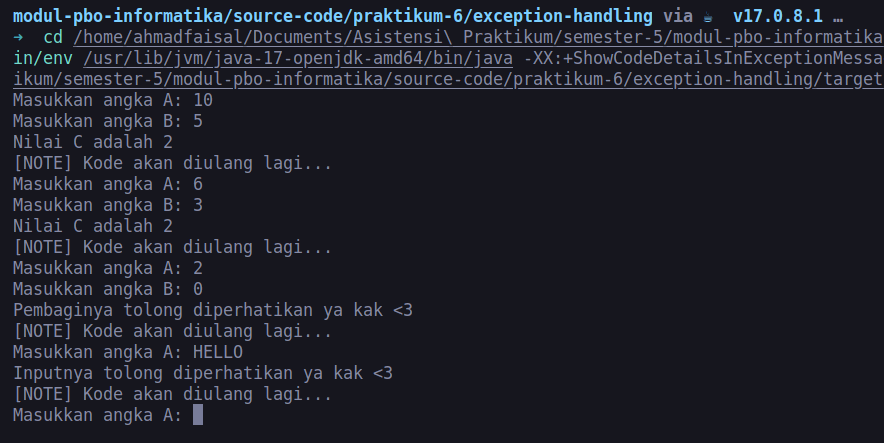 modul-pbo-informatika/source-code/praktikum-6/exception-handling via ☕ v17.0.8.1 …
➜ cd /home/ahmadfaisal/Documents/Asistensi\ Praktikum/semester-5/modul-pbo-informatika
in/env /usr/lib/jvm/java-17-openjdk-amd64/bin/java -XX:+ShowCodeDetailsInExceptionMessa
ikum/semester-5/modul-pbo-informatika/source-code/praktikum-6/exception-handling/target
Masukkan angka A: 10
Masukkan angka B: 5
Nilai C adalah 2
[NOTE] Kode akan diulang lagi...
Masukkan angka A: 6
Masukkan angka B: 3
Nilai C adalah 2
[NOTE] Kode akan diulang lagi...
Masukkan angka A: 2
Masukkan angka B: 0
Pembaginya tolong diperhatikan ya kak <3
[NOTE] Kode akan diulang lagi...
Masukkan angka A: HELLO
Inputnya tolong diperhatikan ya kak <3
[NOTE] Kode akan diulang lagi...
Masukkan angka A: